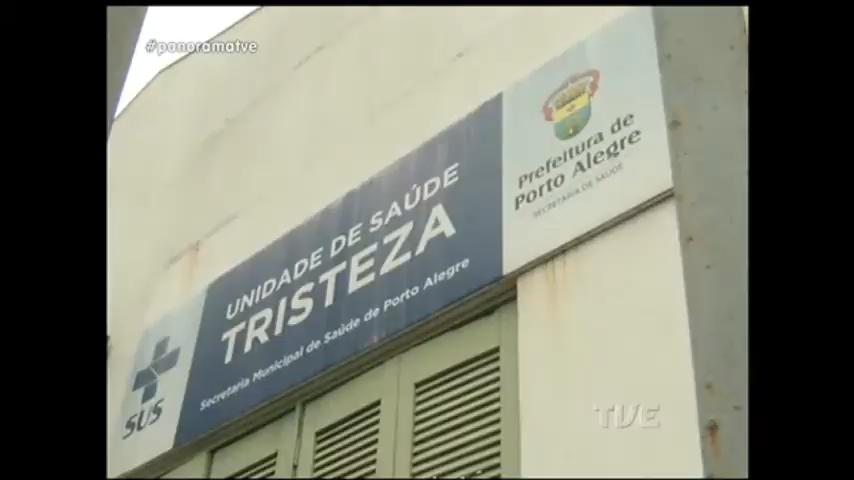 #panoramatve
UNIDADE DE SAÚDE
TRISTEZA
Secretaria Municipal de Saúde de Porto Alegre
SUS
Prefeitura de
Porto Alegre
SECRETARIA DE SAÚDE
TVE